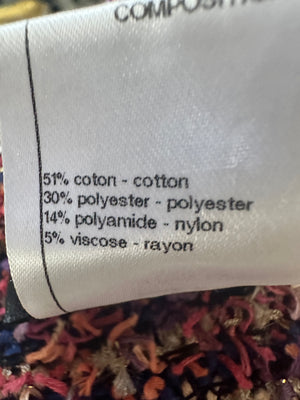 51% coton - cotton
30% polyester - polyester
14% polyamide - nylon
5% viscose - rayon